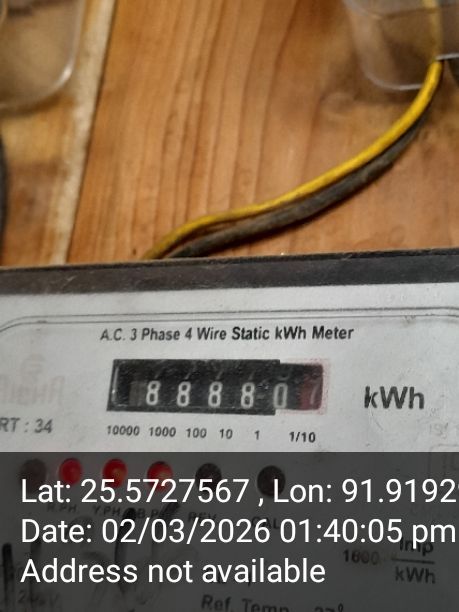 A.C. 3 Phase 4 Wire Static kWh Meter
88880 kWh
RT : 34
10000 1000 100 10 1 1/10
Lat: 25.5727567 , Lon: 91.9192
Date: 02/03/2026 01:40:05 pm
Address not available
Imp
1600
kWh
Ref. Temp.